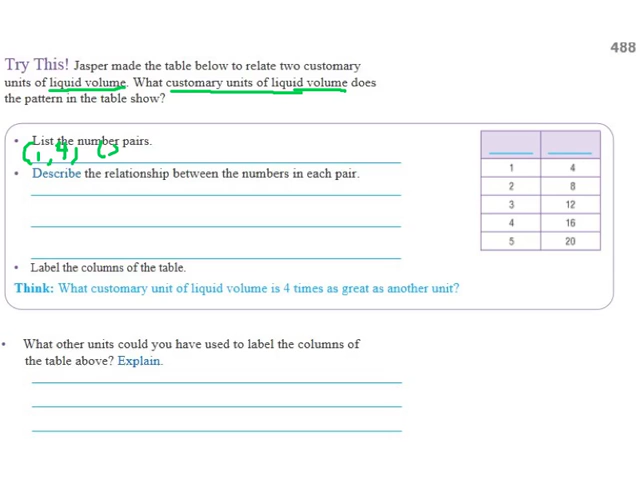 488
Try This! Jasper made the table below to relate two customary
units of liquid volume. What customary units of liquid volume does
the pattern in the table show?
• List the number pairs.
(1, 4)
• Describe the relationship between the numbers in each pair.
• Label the columns of the table.
Think: What customary unit of liquid volume is 4 times as great as another unit?
1 4
2 8
3 12
4 16
5 20
• What other units could you have used to label the columns of
the table above? Explain.